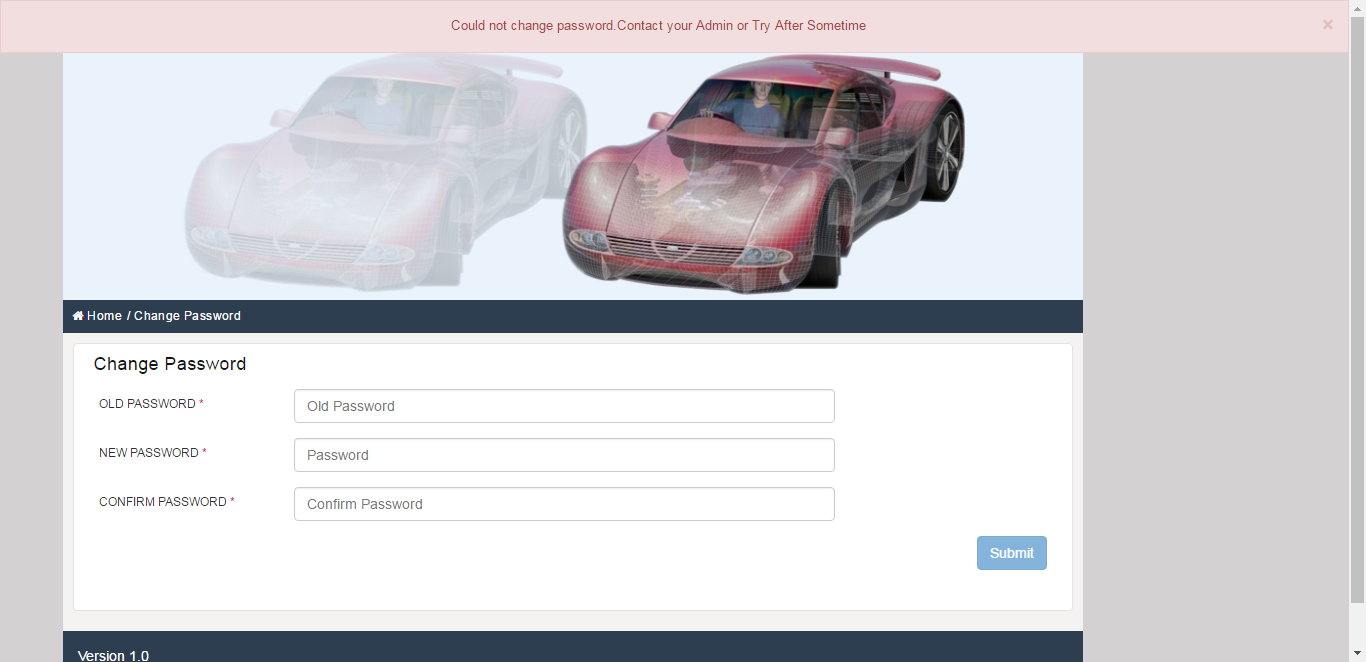 Could not change password.Contact your Admin or Try After Sometime
×
Home / Change Password
Change Password
OLD PASSWORD *
Old Password
NEW PASSWORD *
Password
CONFIRM PASSWORD *
Confirm Password
Submit
Version 1.0